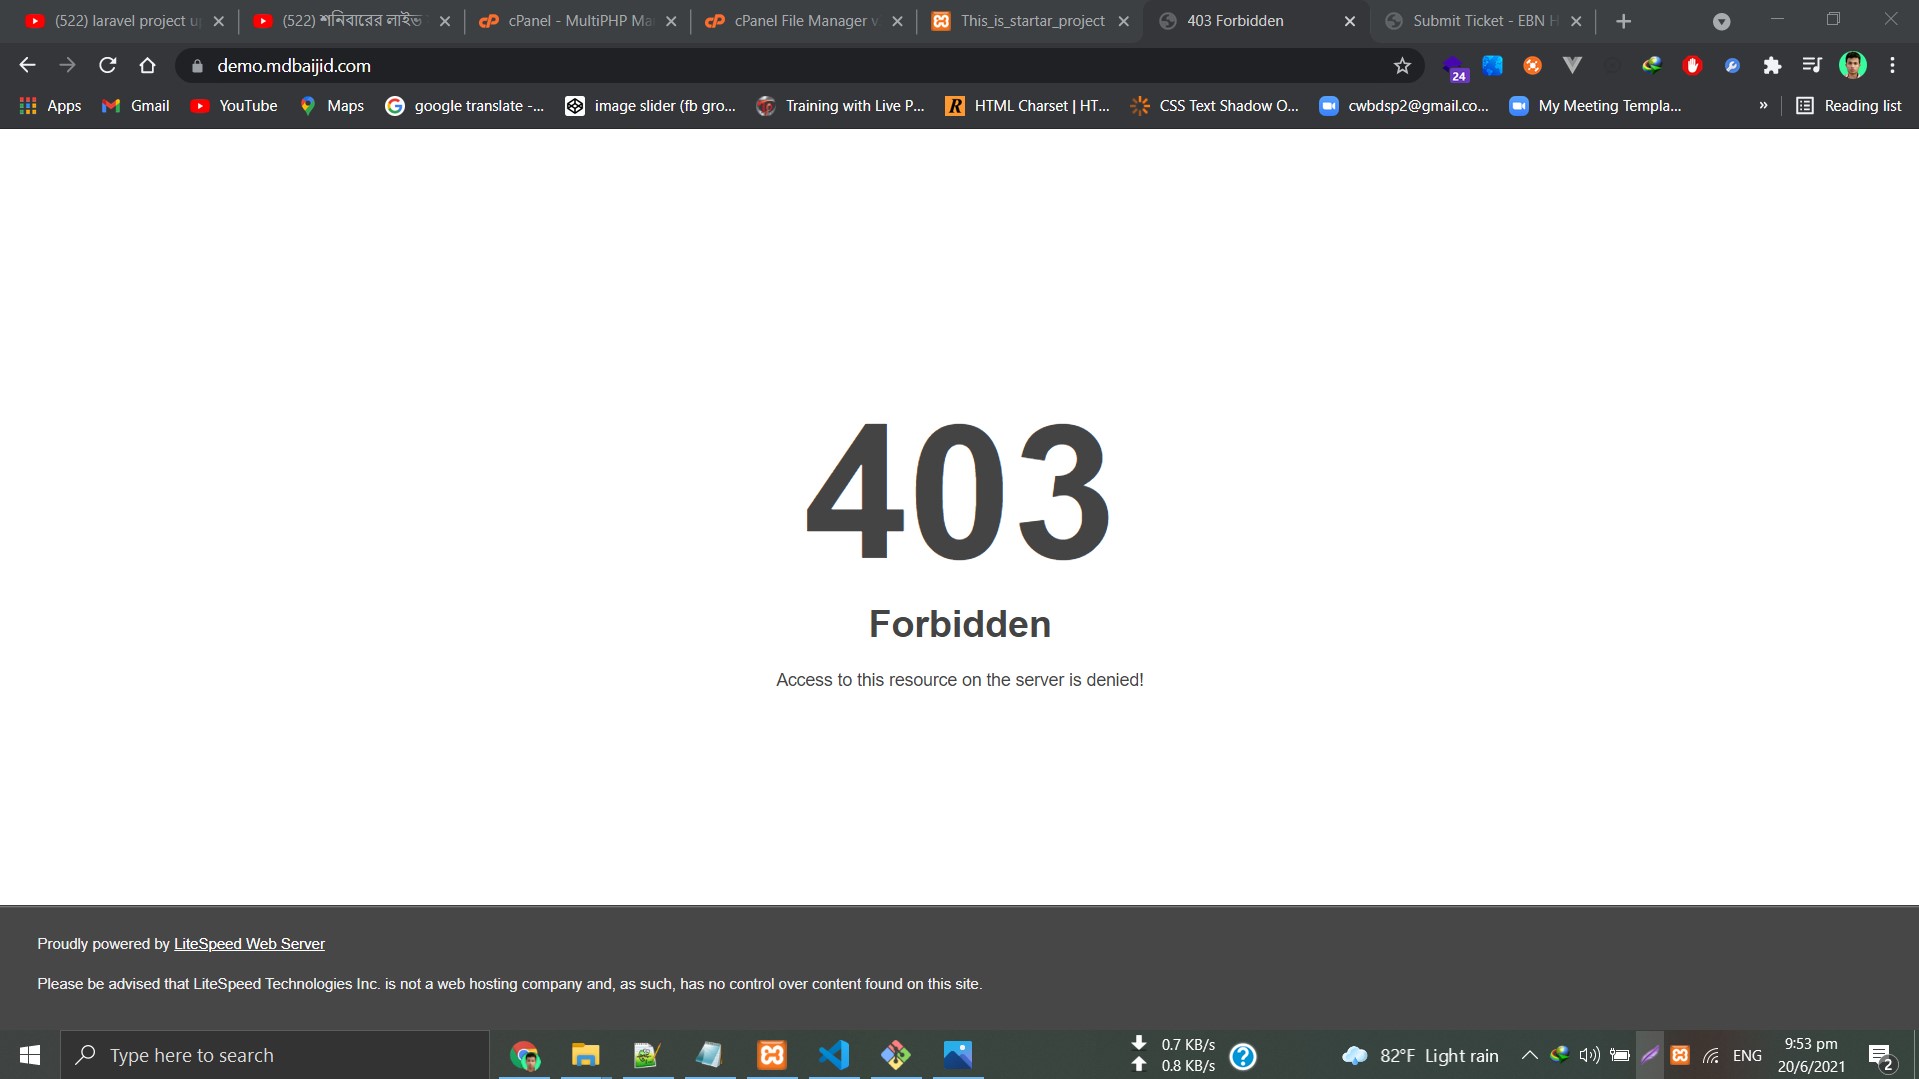 (522) laravel project u
(522) শনিবারের লাইভ
cPanel - MultiPHP Ma
cPanel File Manager v
This_is_startar_project
403 Forbidden
Submit Ticket - EBN H
demo.mdbaijid.com
24
Apps
Gmail
YouTube
Maps
google translate -...
image slider (fb gro...
Training with Live P...
HTML Charset | HT...
CSS Text Shadow O...
cwbdsp2@gmail.co...
My Meeting Templa...
»
Reading list
403
Forbidden
Access to this resource on the server is denied!
Proudly powered by LiteSpeed Web Server
Please be advised that LiteSpeed Technologies Inc. is not a web hosting company and, as such, has no control over content found on this site.
Type here to search
0.7 KB/s
0.8 KB/s
82°F Light rain
ENG
9:53 pm
20/6/2021
2